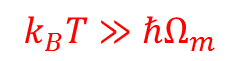 k_B T ≫ ħΩ_m